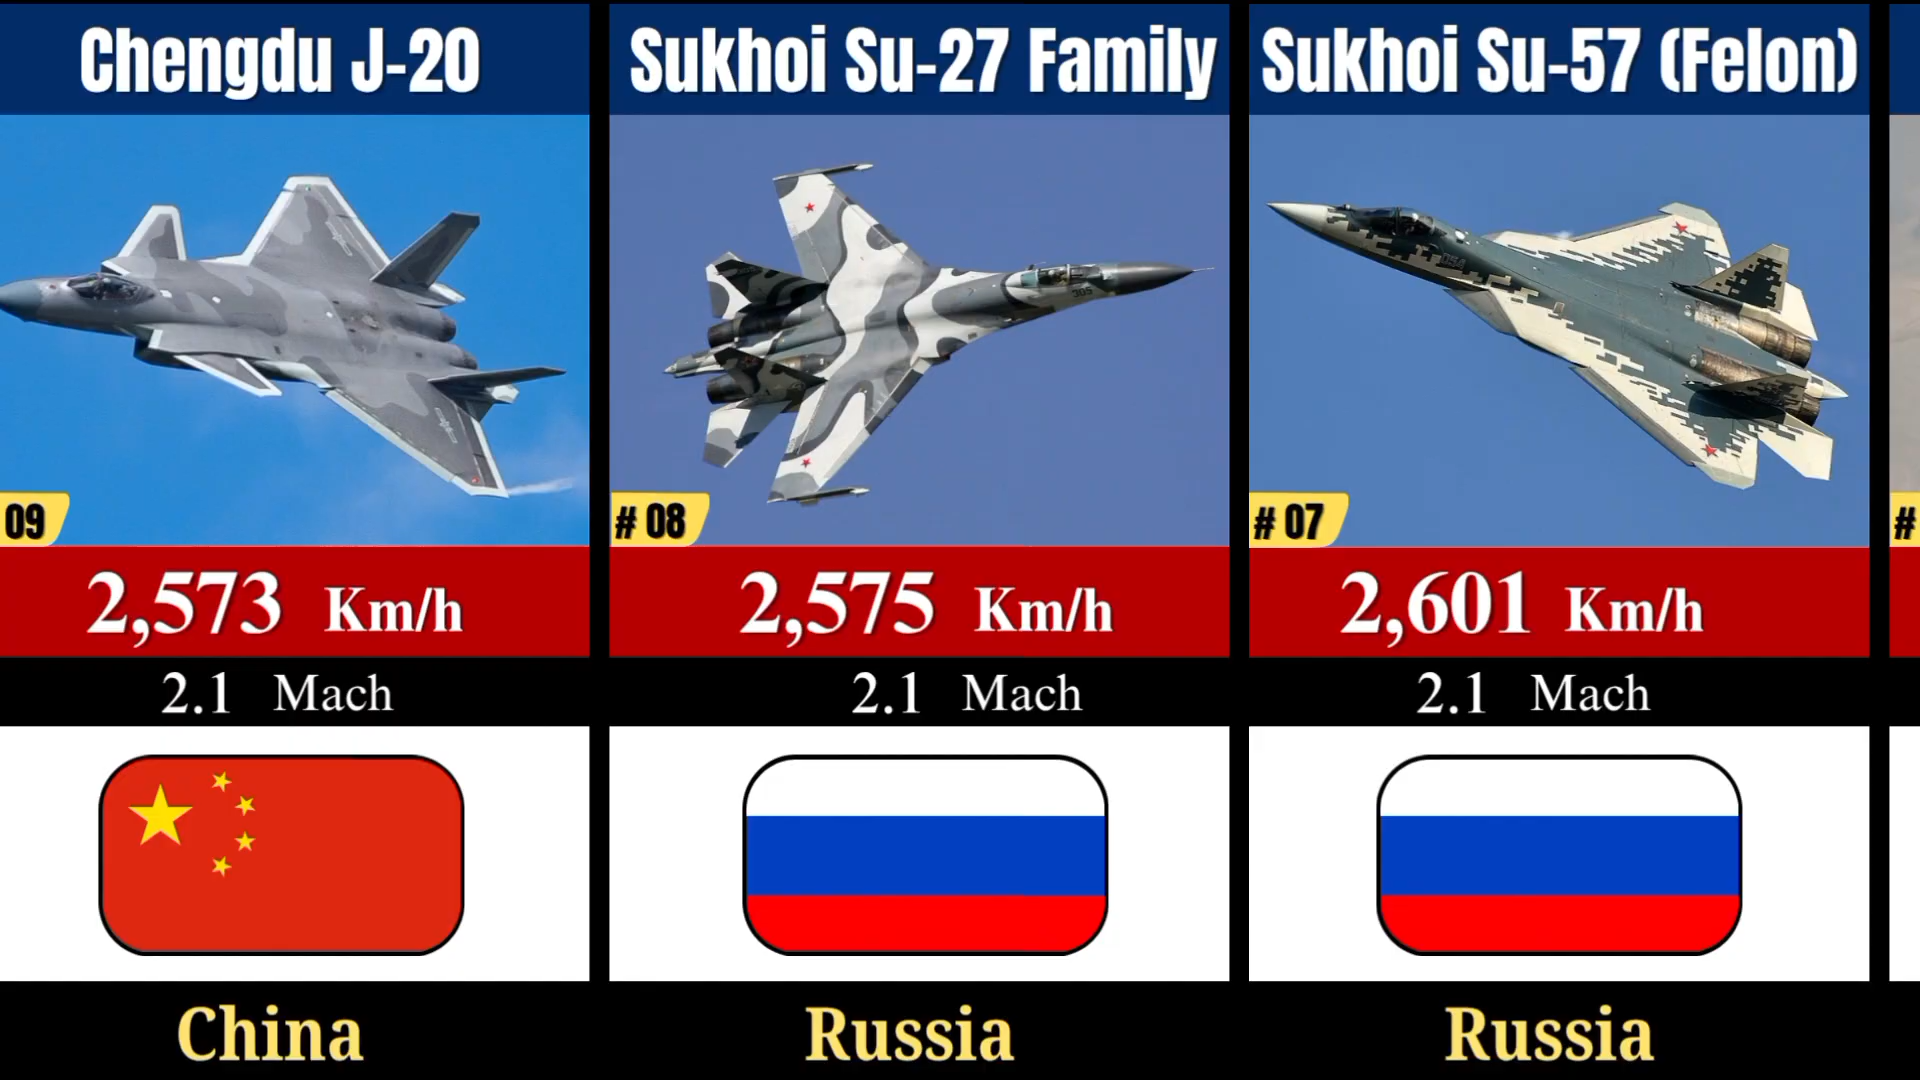 Chengdu J-20
09
2,573 Km/h
2.1 Mach
China
Sukhoi Su-27 Family
305
# 08
2,575 Km/h
2.1 Mach
Russia
Sukhoi Su-57 (Felon)
# 07
2,601 Km/h
2.1 Mach
Russia
#